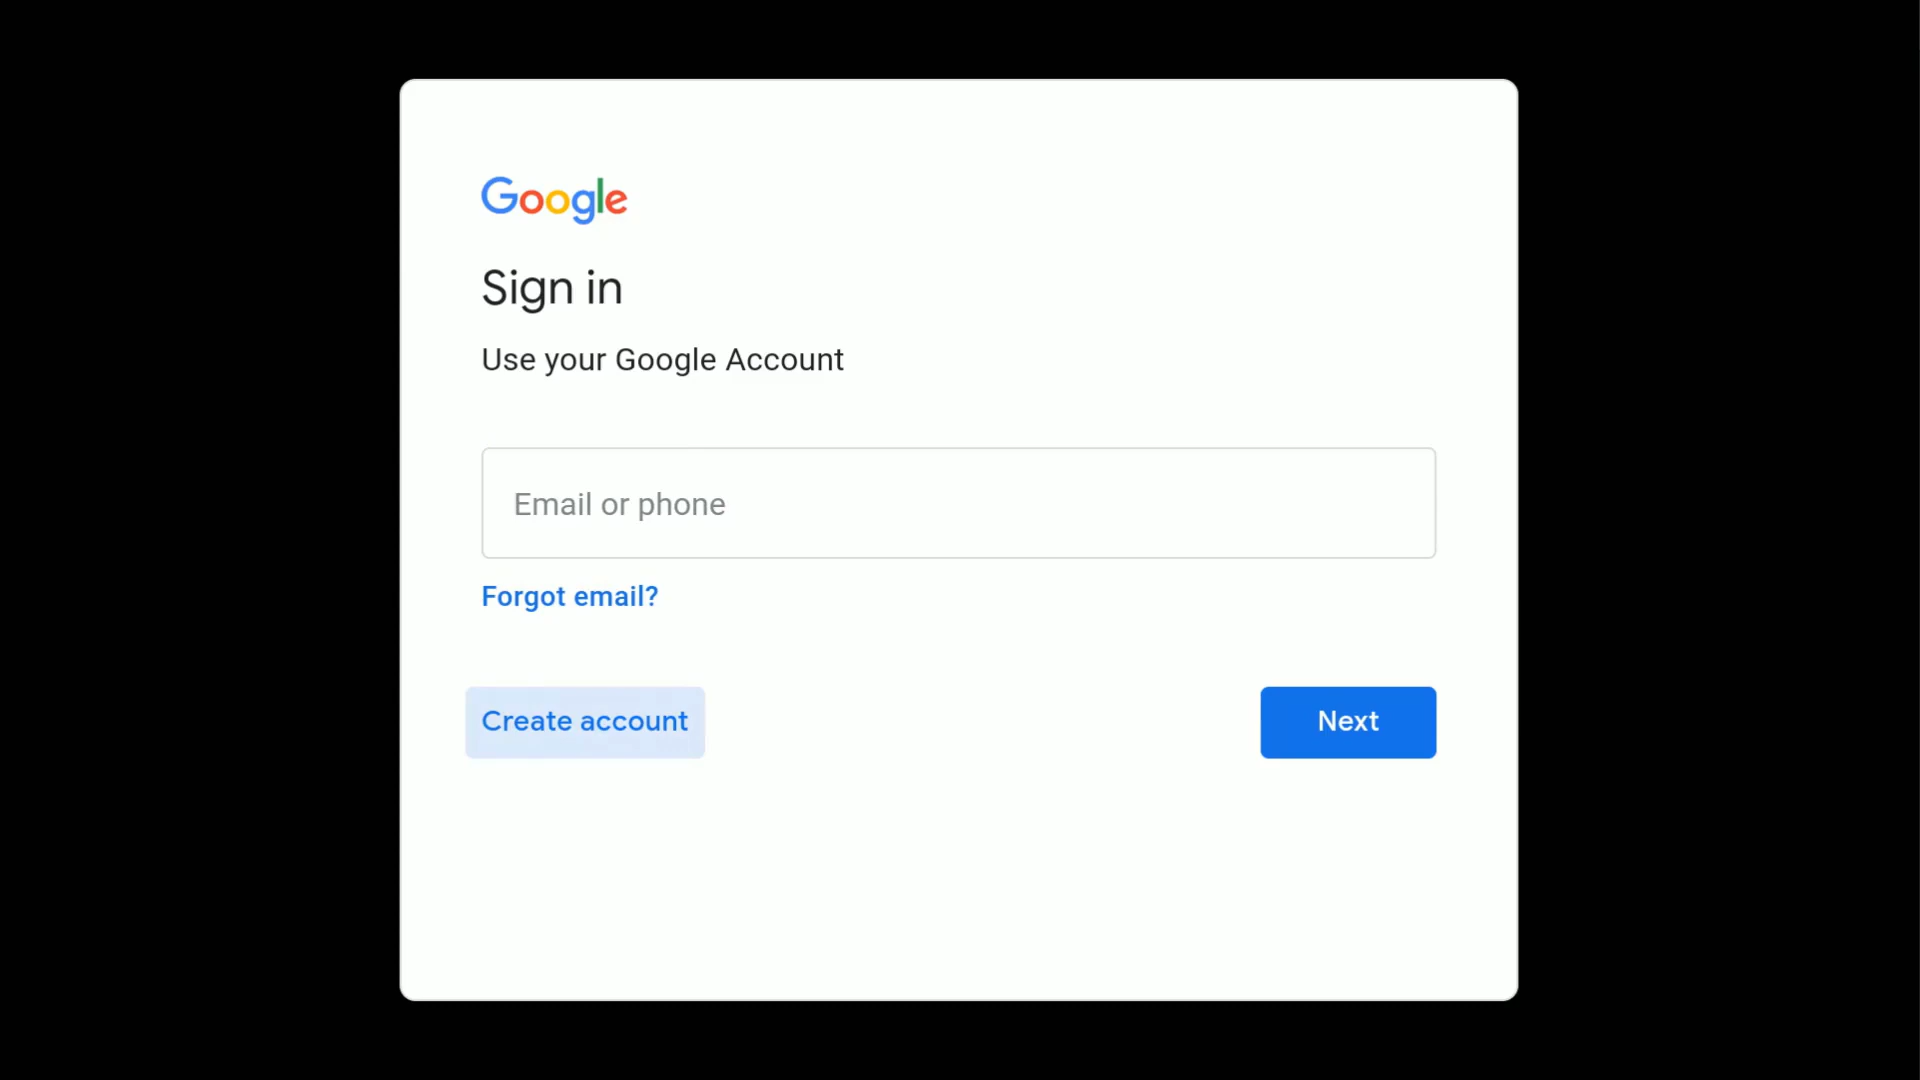 Google
Sign in
Use your Google Account
Email or phone
Forgot email?
Create account
Next